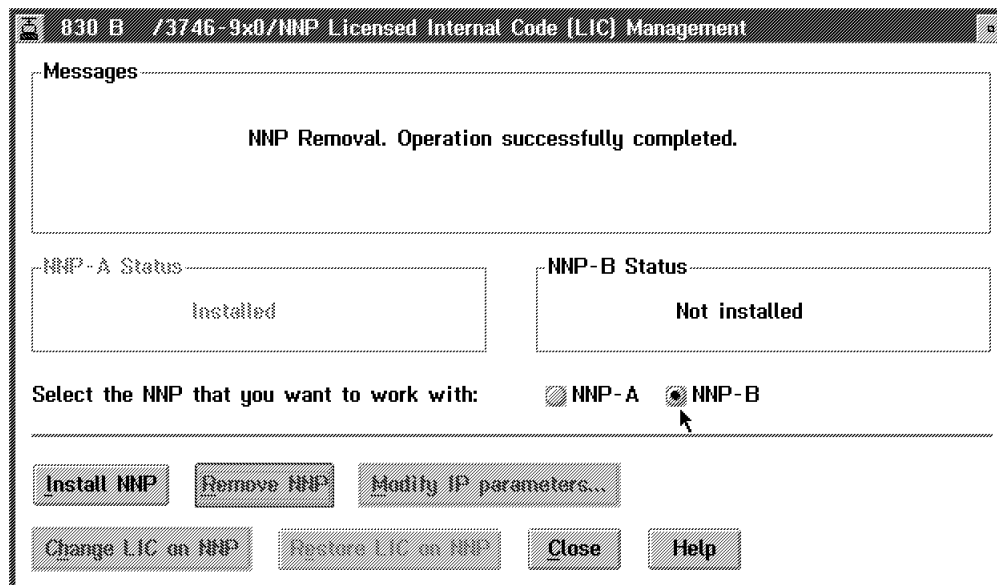 830 B /3746-9x0/NNP Licensed Internal Code (LIC) Management
Messages
NNP Removal. Operation successfully completed.
NNP-A Status
Installed
NNP-B Status
Not installed
Select the NNP that you want to work with:
NNP-A
NNP-B
Install NNP
Remove NNP
Modify IP parameters...
Change LIC on NNP
Restore LIC on NNP
Close
Help